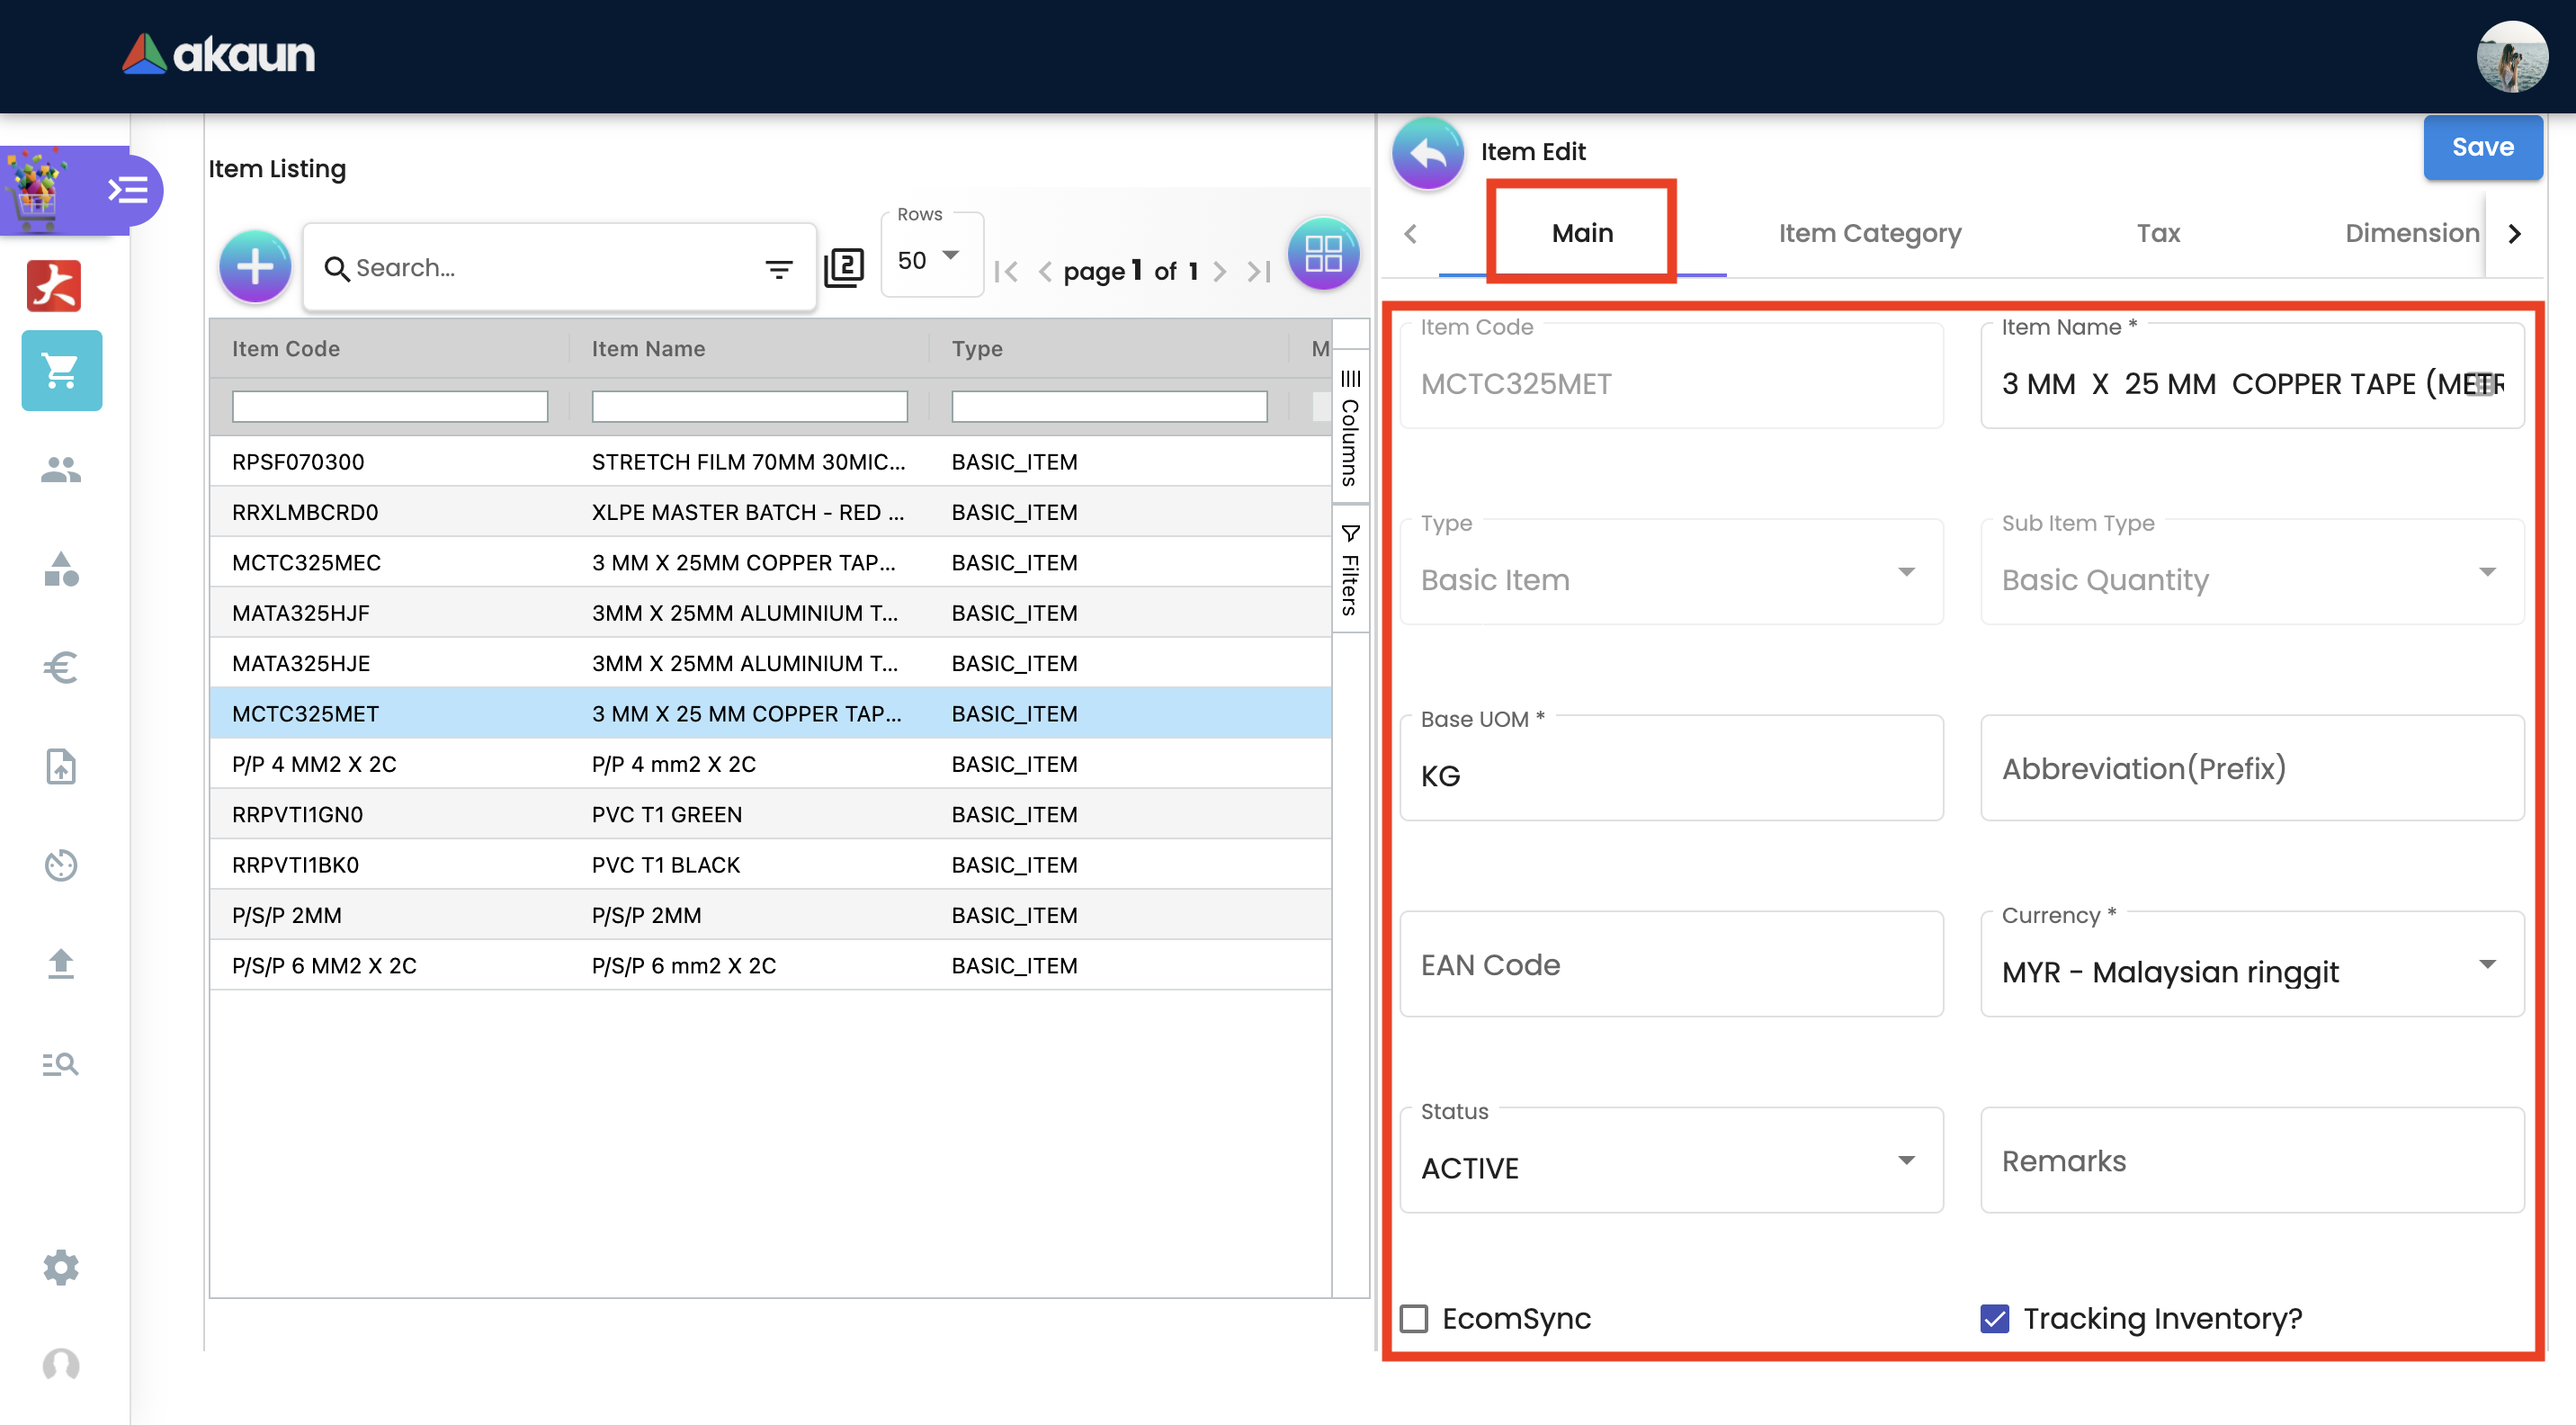 akaun
Item Listing
Search...
2
Rows
50
page 1 of 1
Item Code Item Name Type M
RPSF070300 STRETCH FILM 70MM 30MIC... BASIC_ITEM
RRXLMBCRD0 XLPE MASTER BATCH - RED ... BASIC_ITEM
MCTC325MEC 3 MM X 25MM COPPER TAP... BASIC_ITEM
MATA325HJF 3MM X 25MM ALUMINIUM T... BASIC_ITEM
MATA325HJE 3MM X 25MM ALUMINIUM T... BASIC_ITEM
MCTC325MET 3 MM X 25 MM COPPER TAP... BASIC_ITEM
P/P 4 MM2 X 2C P/P 4 mm2 X 2C BASIC_ITEM
RRPVTI1GN0 PVC T1 GREEN BASIC_ITEM
RRPVTI1BK0 PVC T1 BLACK BASIC_ITEM
P/S/P 2MM P/S/P 2MM BASIC_ITEM
P/S/P 6 MM2 X 2C P/S/P 6 mm2 X 2C BASIC_ITEM
Columns
Filters
Item Edit
Save
Main Item Category Tax Dimension
Item Code
MCTC325MET
Item Name *
3 MM X 25 MM COPPER TAPE (METR
Type
Basic Item
Sub Item Type
Basic Quantity
Base UOM *
KG
Abbreviation(Prefix)
EAN Code
Currency *
MYR - Malaysian ringgit
Status
ACTIVE
Remarks
EcomSync
Tracking Inventory?